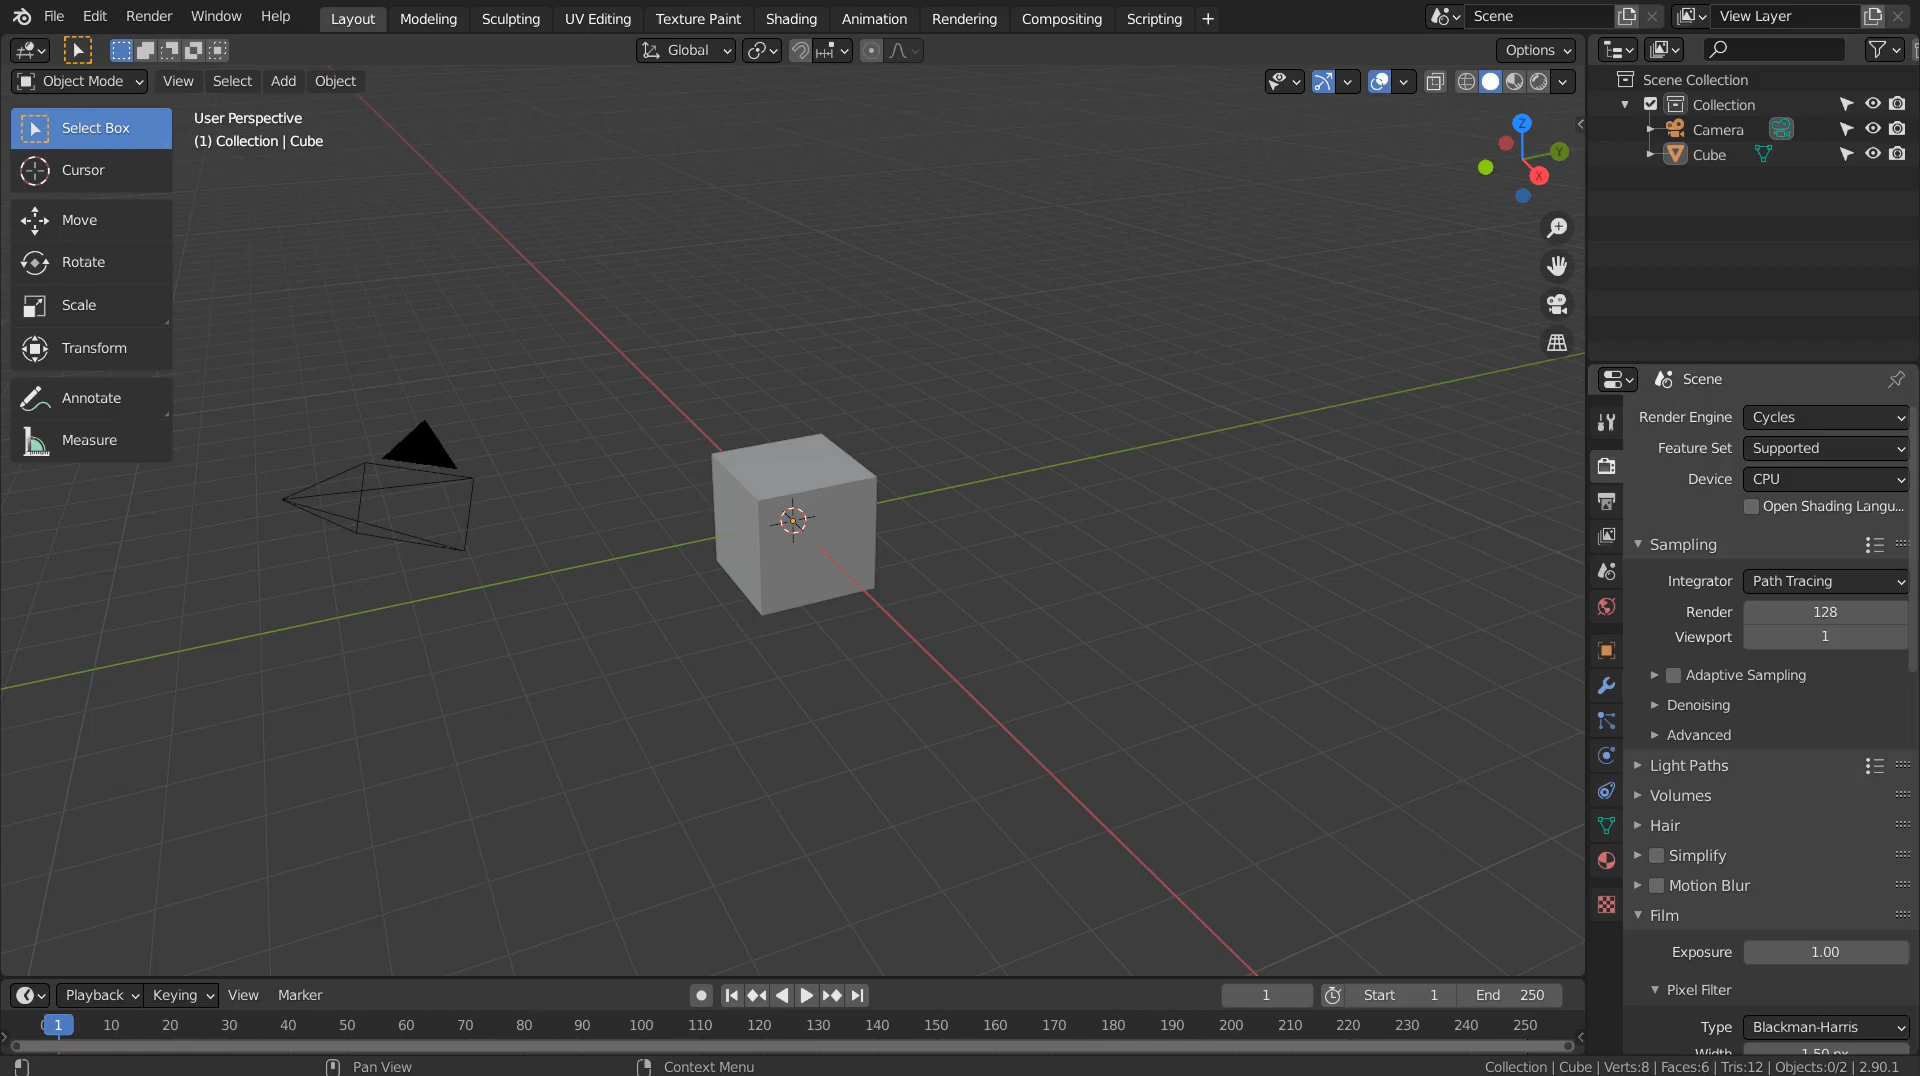 File Edit Render Window Help Layout Modeling Sculpting UV Editing Texture Paint Shading Animation Rendering Compositing Scripting + Scene View Layer
Global Options
Object Mode View Select Add Object
Select Box
Cursor
Move
Rotate
Scale
Transform
Annotate
Measure
User Perspective
(1) Collection | Cube
Z
Y
X
Scene Collection
Collection
Camera
Cube
Scene
Render Engine Cycles
Feature Set Supported
Device CPU
Open Shading Langu...
Sampling
Integrator Path Tracing
Render 128
Viewport 1
Adaptive Sampling
Denoising
Advanced
Light Paths
Volumes
Hair
Simplify
Motion Blur
Film
Exposure 1.00
Pixel Filter
Type Blackman-Harris
Width 1.50 px
Playback Keying View Marker 1 Start 1 End 250
1 10 20 30 40 50 60 70 80 90 100 110 120 130 140 150 160 170 180 190 200 210 220 230 240 250
Pan View Context Menu Collection | Cube | Verts:8 | Faces:6 | Tris:12 | Objects:0/2 | 2.90.1